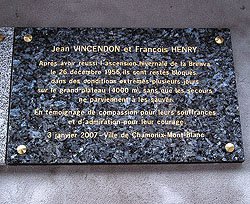 Jean VINCENDON et François HENRY
Après avoir réussi l'ascension hivernale de la Brenva
le 26 décembre 1956, ils sont restés bloqués
dans des conditions extrêmes plusieurs jours
sur le grand plateau (4000 m), sans que les secours
ne parviennent à les sauver.
En témoignage de compassion pour leurs souffrances
et d'admiration pour leur courage.
3 janvier 2007 - Ville de Chamonix-Mont-Blanc